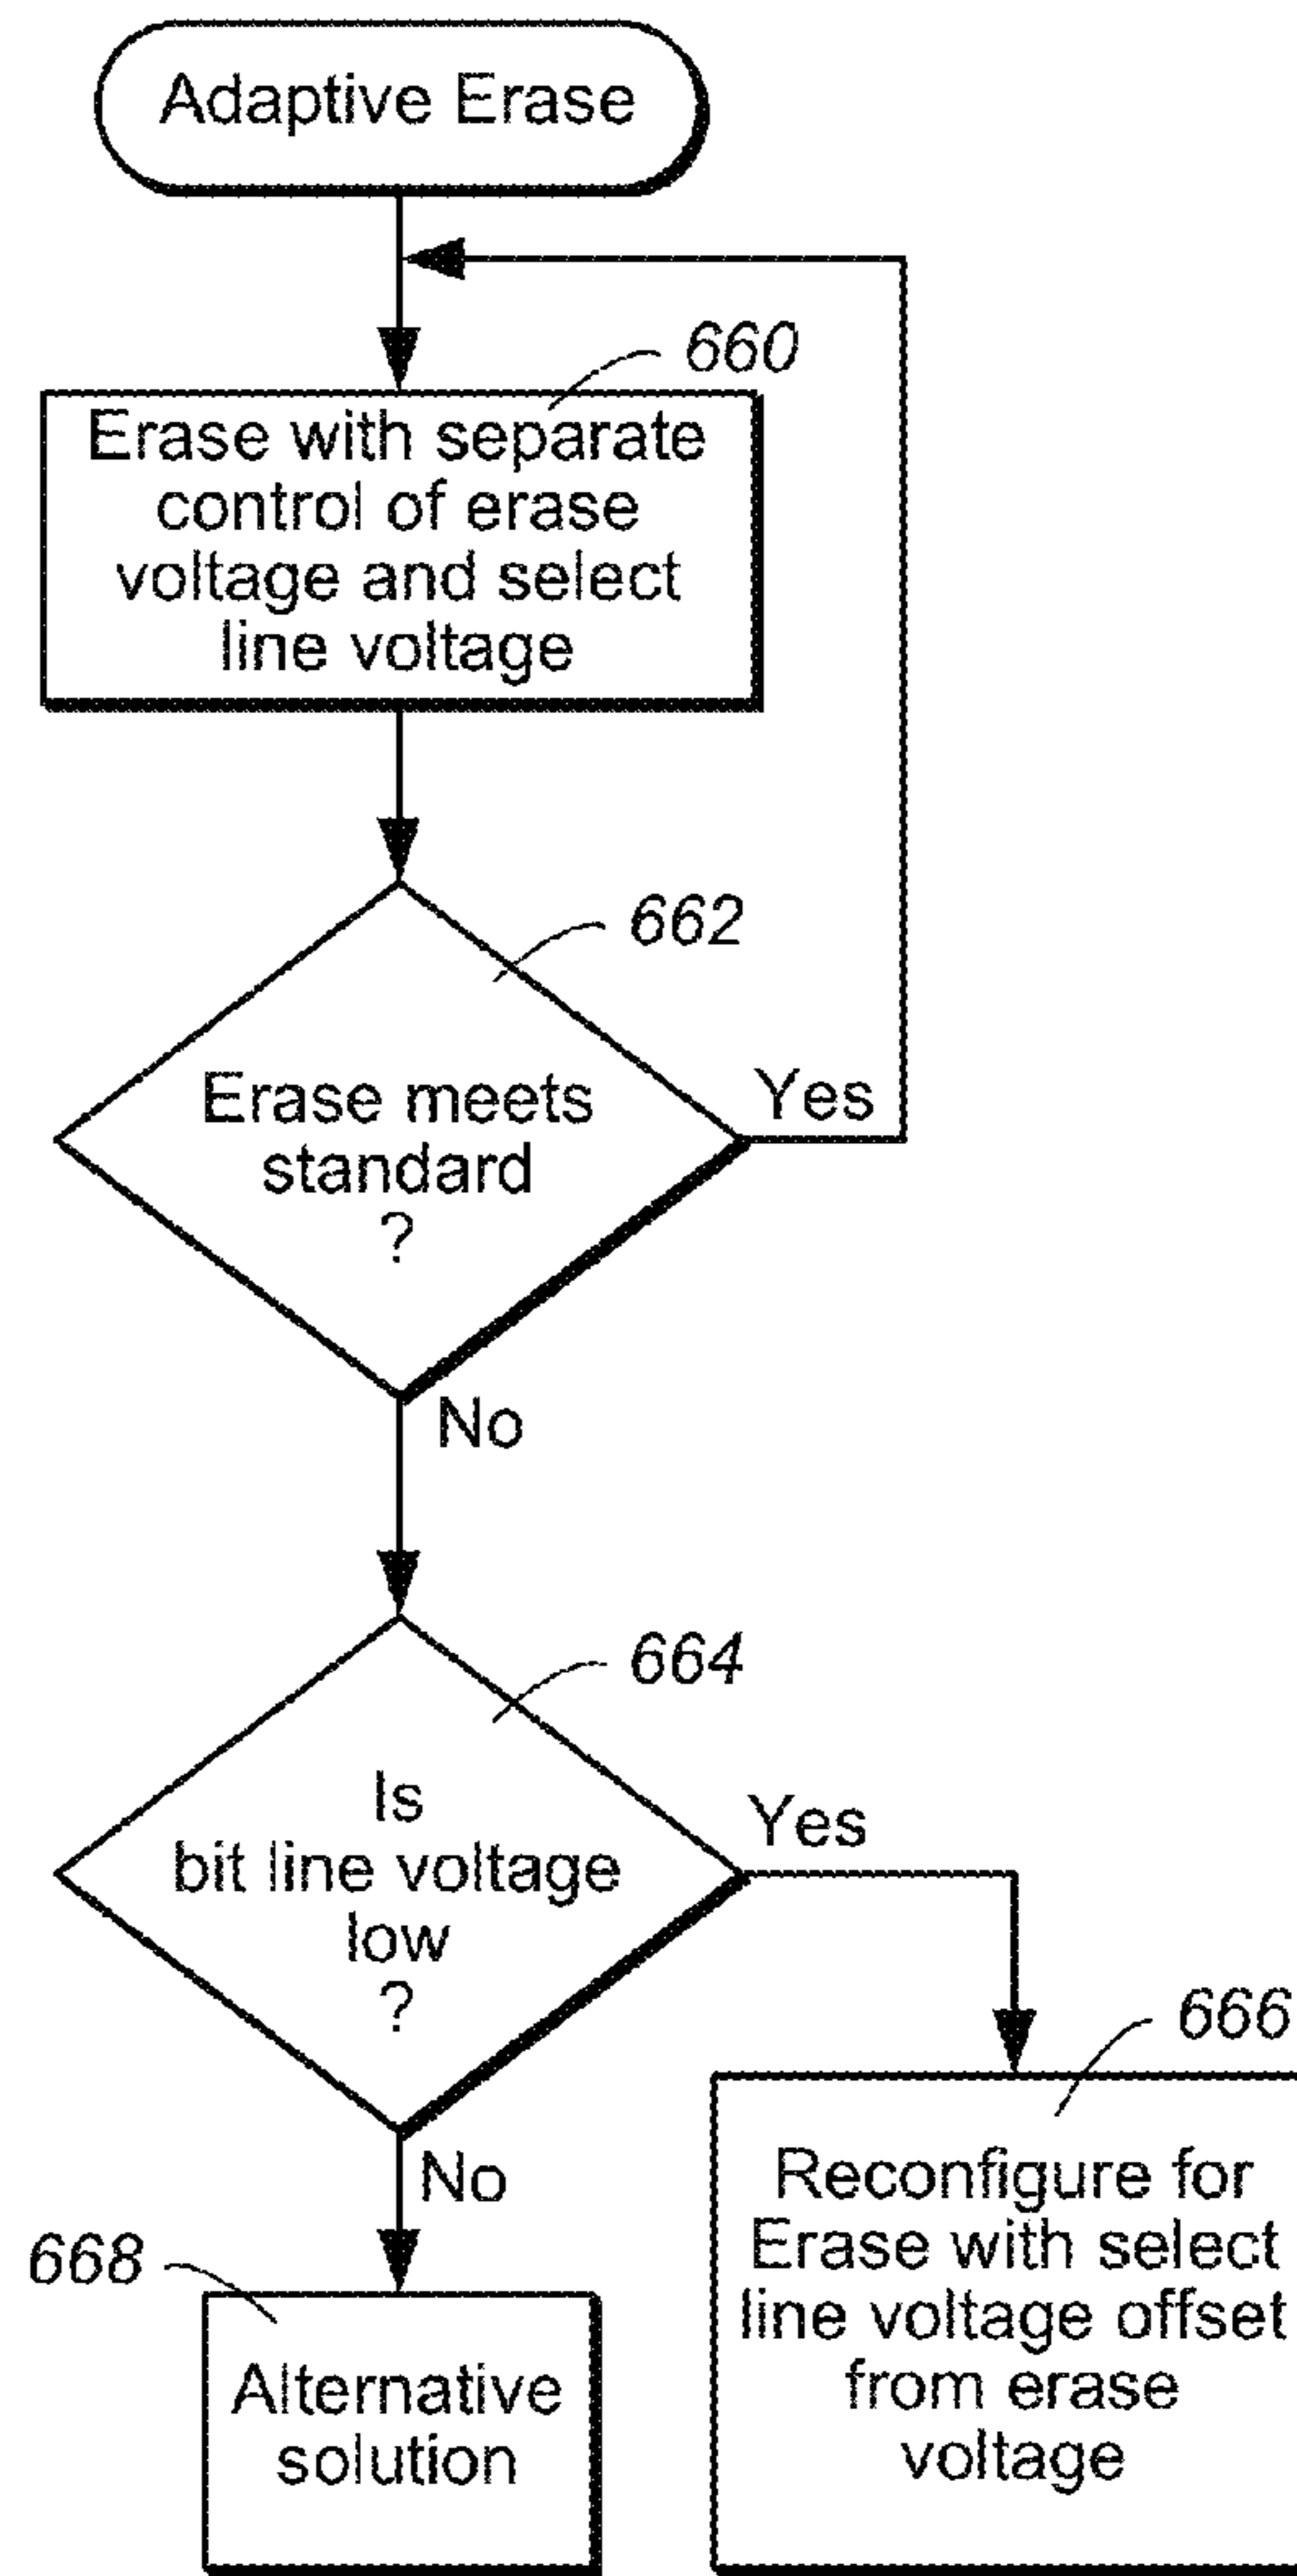 Adaptive Erase
660
Erase with separate
control of erase
voltage and select
line voltage
662
Erase meets
standard
?
Yes
No
664
Is
bit line voltage
low
?
Yes
No
666
Reconfigure for
Erase with select
line voltage offset
from erase
voltage
668
Alternative
solution